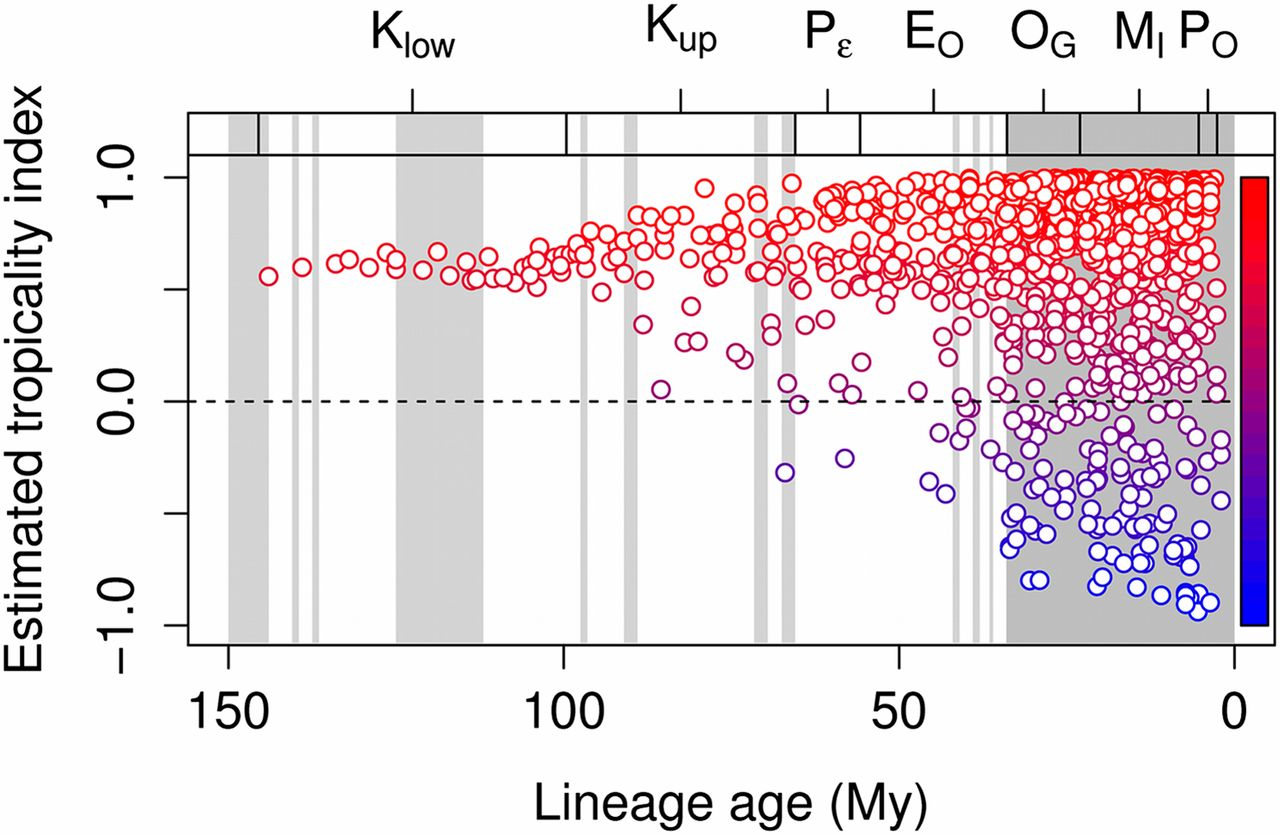 Klow Kup Pε EO OG MI PO
Estimated tropicality index
1.0
0.0
−1.0
150 100 50 0
Lineage age (My)